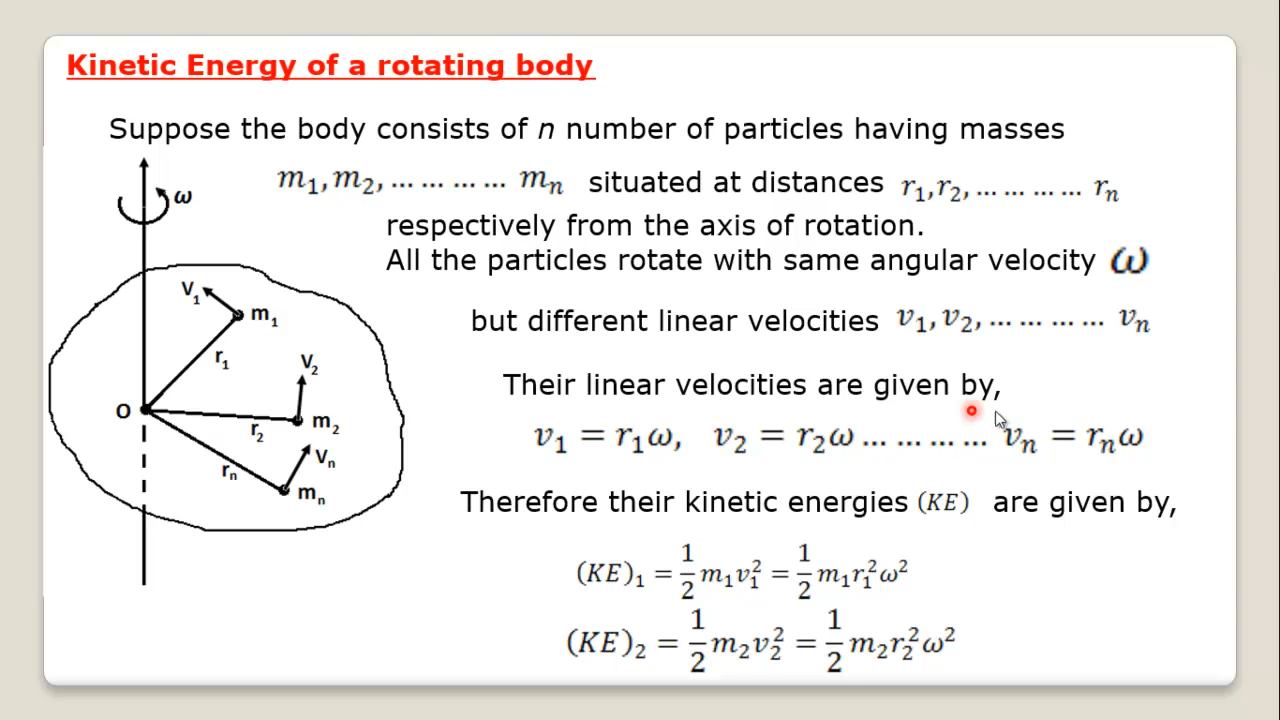 Kinetic Energy of a rotating body
Suppose the body consists of n number of particles having masses
m₁, m₂, ... ... ... ... mₙ situated at distances r₁, r₂, ... ... ... ... rₙ
respectively from the axis of rotation.
All the particles rotate with same angular velocity ω
but different linear velocities v₁, v₂, ... ... ... ... vₙ
Their linear velocities are given by,
v₁ = r₁ω, v₂ = r₂ω ... ... ... ... vₙ = rₙω
Therefore their kinetic energies (KE) are given by,
(KE)₁ = 1/2 m₁v₁² = 1/2 m₁r₁²ω²
(KE)₂ = 1/2 m₂v₂² = 1/2 m₂r₂²ω²
ω
V₁
m₁
r₁
V₂
O
m₂
r₂
Vₙ
rₙ
mₙ